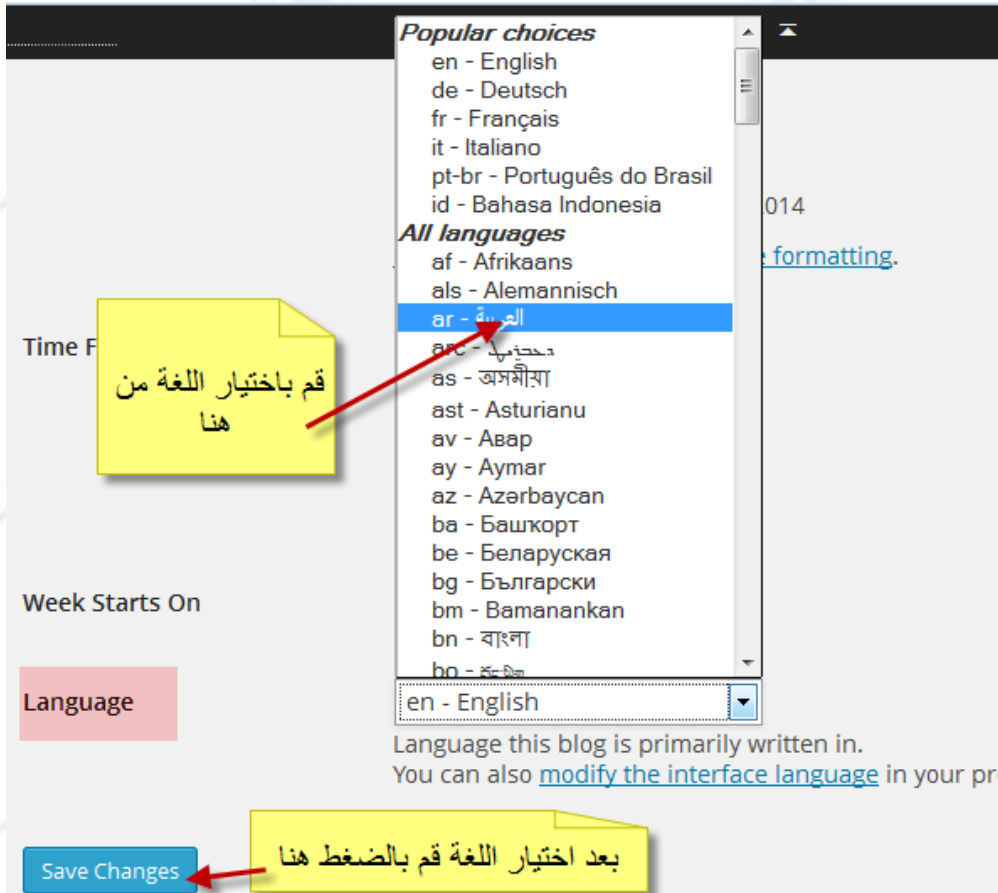 Popular choices
en - English
de - Deutsch
fr - Français
it - Italiano
pt-br - Português do Brasil
id - Bahasa Indonesia
014
All languages
formatting.
af - Afrikaans
als - Alemannisch
ar - العربية
Time F
قم باختيار اللغة من
هنا
arc -
as - অসমীয়া
ast - Asturianu
av - Авар
ay - Aymar
az - Azərbaycan
ba - Башҡорт
be - Беларуская
bg - Български
Week Starts On
bm - Bamanankan
bn - বাংলা
bo -
Language
en - English
Language this blog is primarily written in.
You can also modify the interface language in your pr
بعد اختيار اللغة قم بالضغط هنا
Save Changes